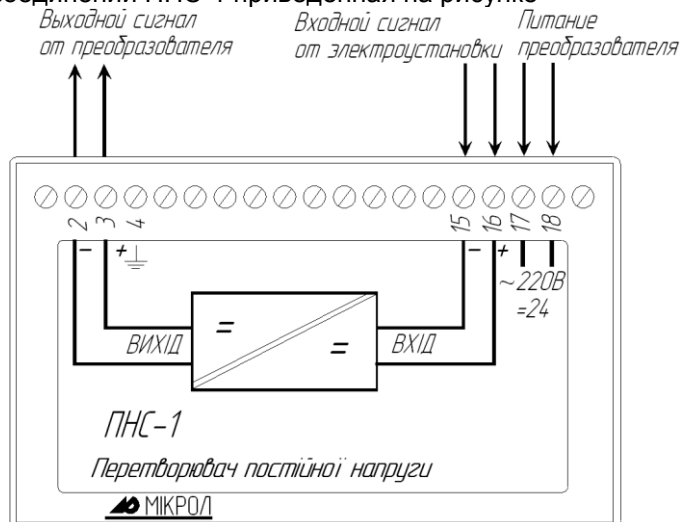 соединений ПНС-1 приведенная на рисунке
Выходной сигнал
от преобразователя
Входной сигнал
от электроустановки
Питание
преобразователя
2 3 4 15 16 17 18
- + - +
~220В
=24
= =
ВИХІД ВХІД
ПНС-1
Перетворювач постійної напруги
МІКРОЛ